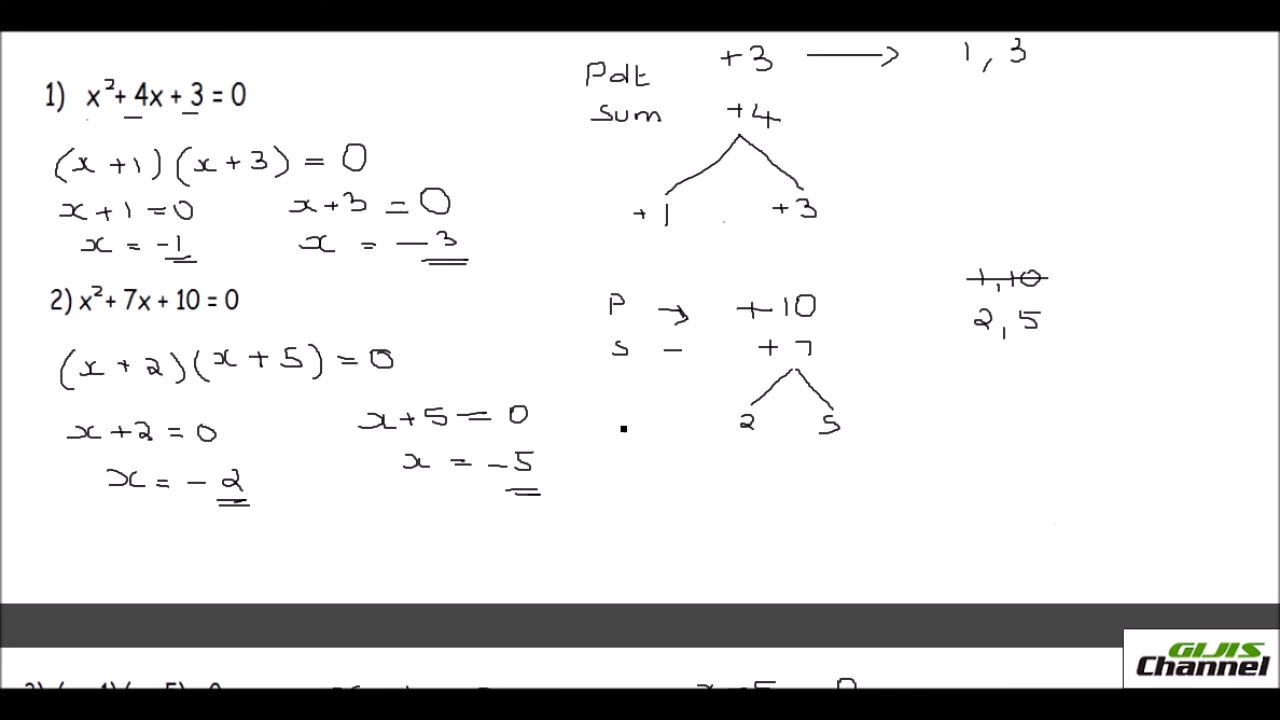 1) x²+ 4x + 3 = 0
(x +1) (x + 3) = 0
x + 1 = 0 x+3 = 0
x = -1 x = -3
Pdt +3 → 1, 3
Sum +4
+1 +3
2) x²+ 7x + 10 = 0
(x + 2)(x + 5) = 0
x + 2 = 0 x+5 = 0
x = - 2 x = -5
P → +10
S - + 7
2 5
1,10
2, 5
GIJIS
Channel